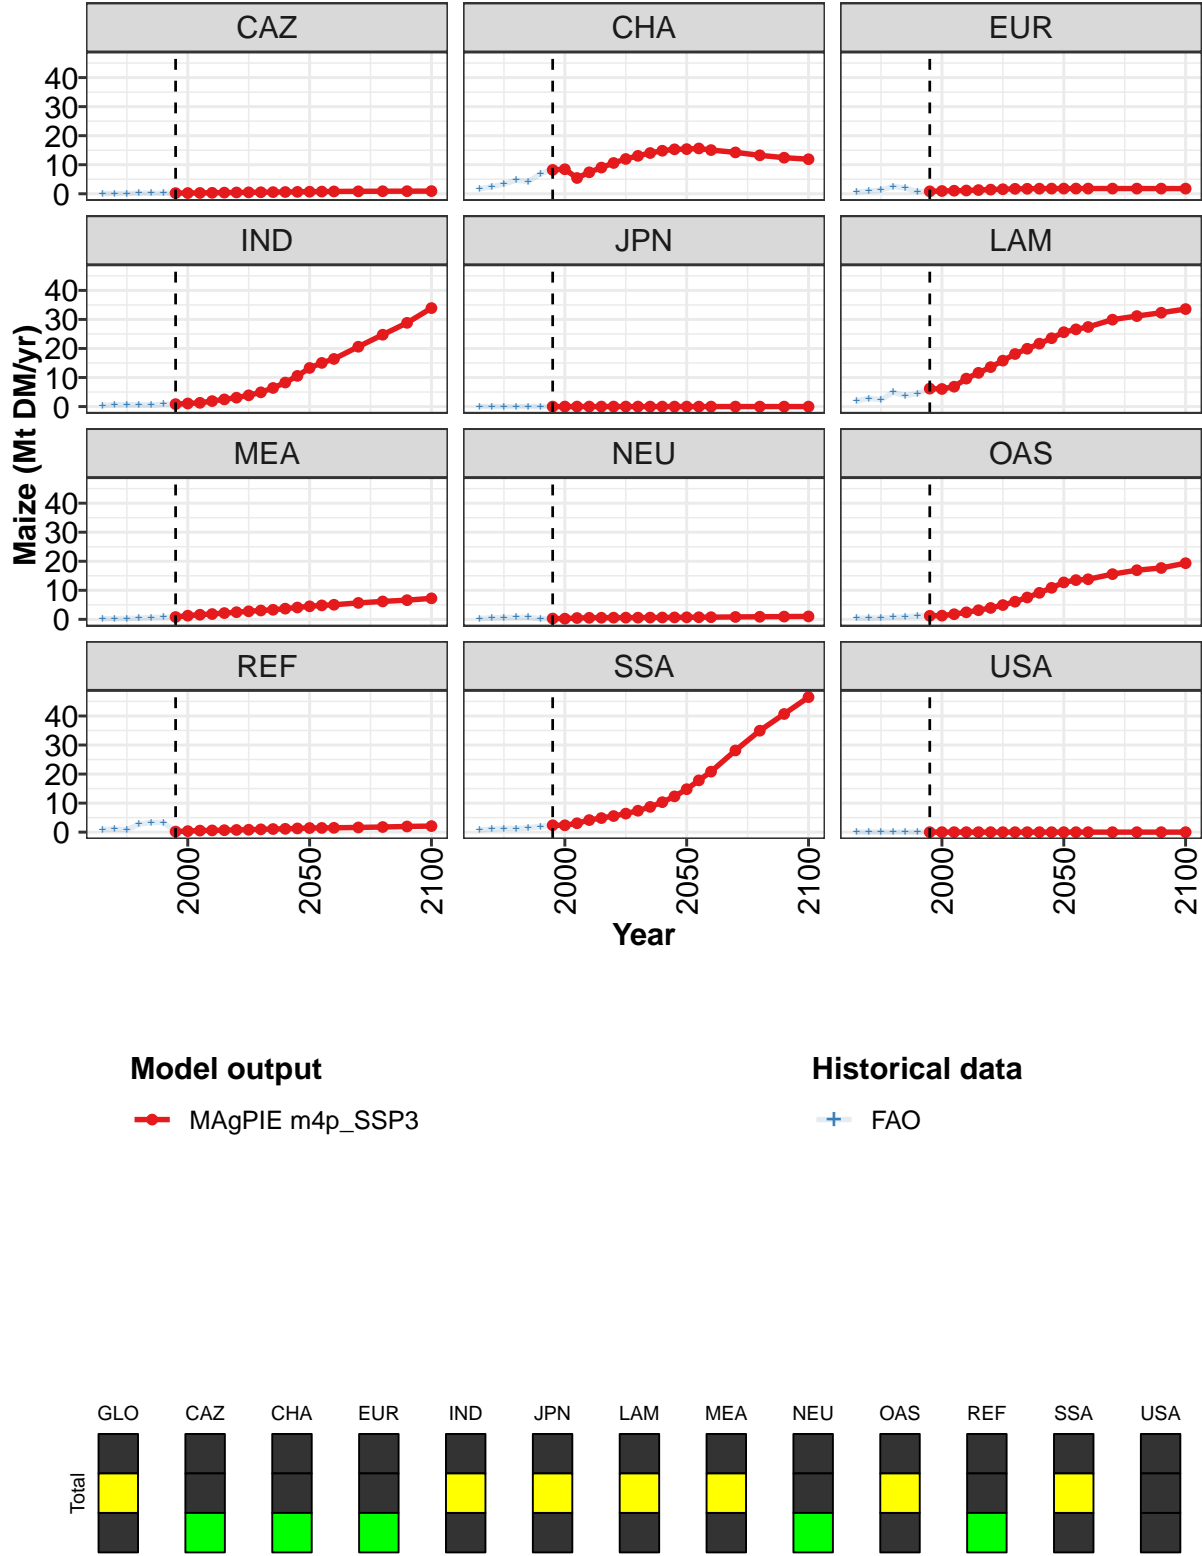 CAZ CHA EUR
40
30
20
10
0
IND JPN LAM
40
30
20
10
0
MEA NEU OAS
40
30
20
10
0
REF SSA USA
40
30
20
10
0
Maize (Mt DM/yr)
2000 2050 2100 2000 2050 2100 2000 2050 2100
Year
Model output Historical data
MAgPIE m4p_SSP3 FAO
GLO CAZ CHA EUR IND JPN LAM MEA NEU OAS REF SSA USA
Total